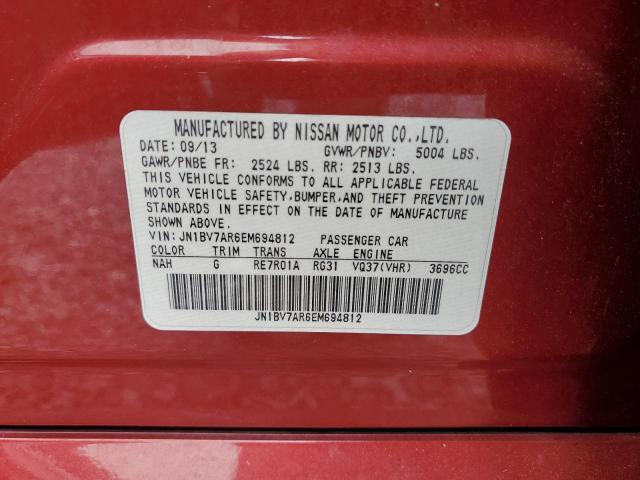 MANUFACTURED BY NISSAN MOTOR CO.,LTD.
DATE: 09/13 GVWR/PNBV: 5004 LBS.
GAWR/PNBE FR: 2524 LBS. RR: 2513 LBS.
THIS VEHICLE CONFORMS TO ALL APPLICABLE FEDERAL
MOTOR VEHICLE SAFETY,BUMPER,AND THEFT PREVENTION
STANDARDS IN EFFECT ON THE DATE OF MANUFACTURE
SHOWN ABOVE.
VIN: JN1BV7AR6EM694812 PASSENGER CAR
COLOR TRIM TRANS AXLE ENGINE
NAH G RE7R01A RG31 VQ37(VHR) 3696CC
JN1BV7AR6EM694812